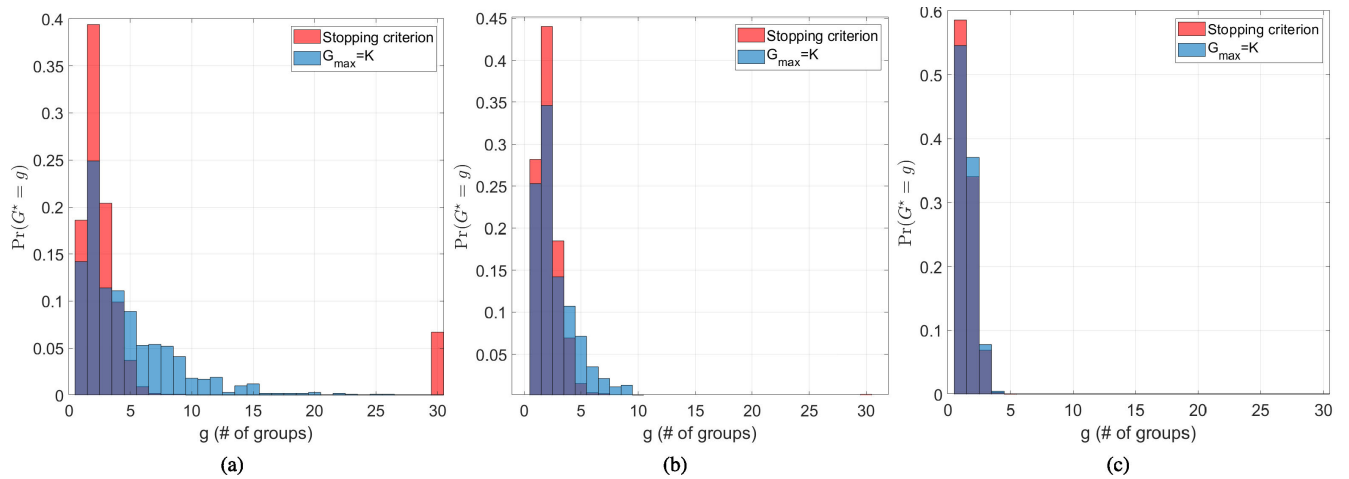 0.4
0.35
0.3
0.25
0.2
0.15
0.1
0.05
0
Pr(G* = g)
Stopping criterion
G_max=K
0 5 10 15 20 25 30
g (# of groups)
(a)
0.45
0.4
0.35
0.3
0.25
0.2
0.15
0.1
0.05
Pr(G* = g)
Stopping criterion
G_max=K
0 5 10 15 20 25 30
g (# of groups)
(b)
0.6
0.5
0.4
0.3
0.2
0.1
0
Pr(G* = g)
Stopping criterion
G_max=K
0 5 10 15 20 25 30
g (# of groups)
(c)